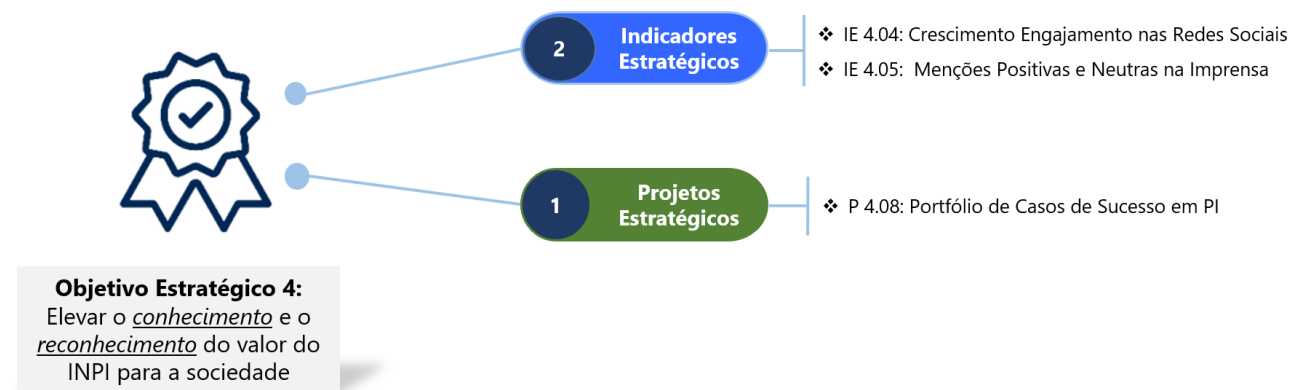 2
Indicadores
Estratégicos
❖ IE 4.04: Crescimento Engajamento nas Redes Sociais
❖ IE 4.05: Menções Positivas e Neutras na Imprensa
1
Projetos
Estratégicos
❖ P 4.08: Portfólio de Casos de Sucesso em PI
Objetivo Estratégico 4:
Elevar o conhecimento e o
reconhecimento do valor do
INPI para a sociedade